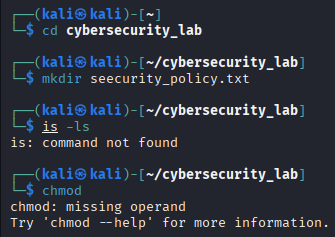 ┌──(kali㉿kali)-[~]
└─$ cd cybersecurity_lab
┌──(kali㉿kali)-[~/cybersecurity_lab]
└─$ mkdir seecurity_policy.txt
┌──(kali㉿kali)-[~/cybersecurity_lab]
└─$ is -ls
is: command not found
┌──(kali㉿kali)-[~/cybersecurity_lab]
└─$ chmod
chmod: missing operand
Try 'chmod --help' for more information.